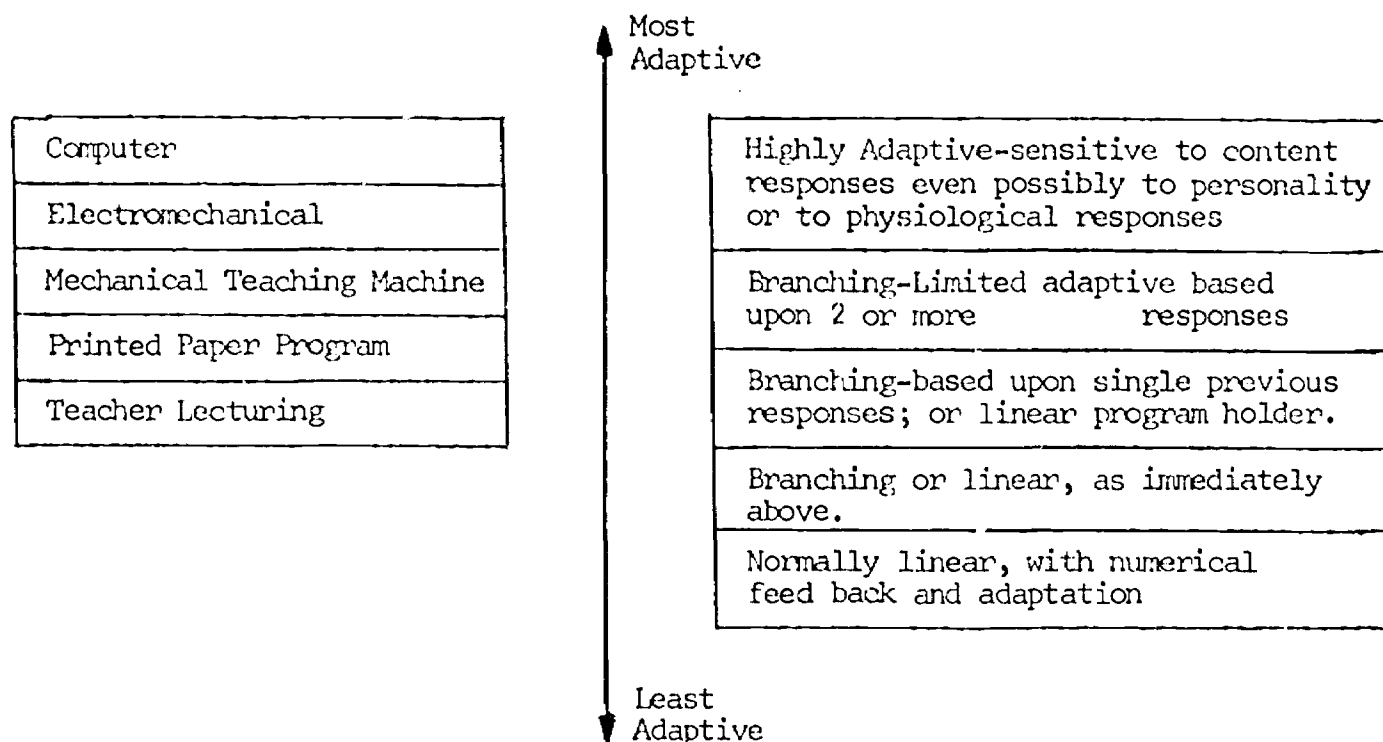 Most
Adaptive
Computer
Electromechanical
Mechanical Teaching Machine
Printed Paper Program
Teacher Lecturing
Highly Adaptive-sensitive to content
responses even possibly to personality
or to physiological responses
Branching-Limited adaptive based
upon 2 or more responses
Branching-based upon single previous
responses; or linear program holder.
Branching or linear, as immediately
above.
Normally linear, with numerical
feed back and adaptation
Least
Adaptive